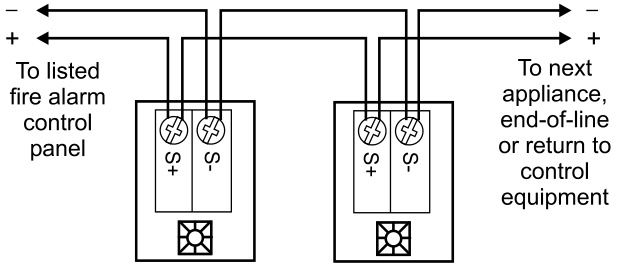 –
–
+
+
To listed
fire alarm
control
panel
To next
appliance,
end-of-line
or return to
control
equipment
S+
S-
S+
S-